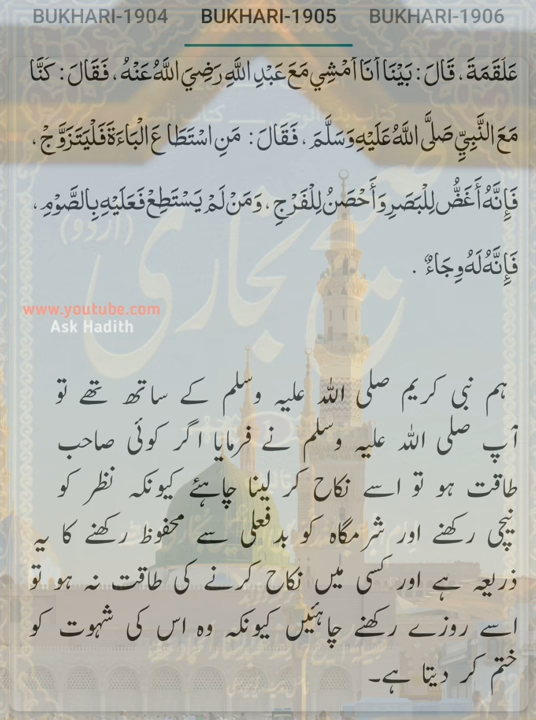 BUKHARI-1904 BUKHARI-1905 BUKHARI-1906
عَلْقَمَةَ ، قَالَ : بَيْنَا أَنَا أَمْشِي مَعَ عَبْدِ اللَّهِ رَضِيَ اللَّهُ عَنْهُ ، فَقَالَ : كُنَّا
مَعَ النَّبِيِّ صَلَّى اللَّهُ عَلَيْهِ وَسَلَّمَ ، فَقَالَ : مَنِ اسْتَطَاعَ الْبَاءَةَ فَلْيَتَزَوَّجْ ،
فَإِنَّهُ أَغَضُّ لِلْبَصَرِ وَأَحْصَنُ لِلْفَرْجِ ، وَمَنْ لَمْ يَسْتَطِعْ فَعَلَيْهِ بِالصَّوْمِ ،
فَإِنَّهُ لَهُ وِجَاءٌ .
www.youtube.com
Ask Hadith
ہم نبی کریم صلی اللہ علیہ وسلم کے ساتھ تھے تو
آپ صلی اللہ علیہ وسلم نے فرمایا اگر کوئی صاحب
طاقت ہو تو اسے نکاح کر لینا چاہئے کیونکہ نظر کو
نیچی رکھنے اور شرمگاہ کو بدفعلی سے محفوظ رکھنے کا یہ
ذریعہ ہے اور کسی میں نکاح کرنے کی طاقت نہ ہو تو
اسے روزے رکھنے چاہئیں کیونکہ وہ اس کی شہوت کو
ختم کر دیتا ہے۔